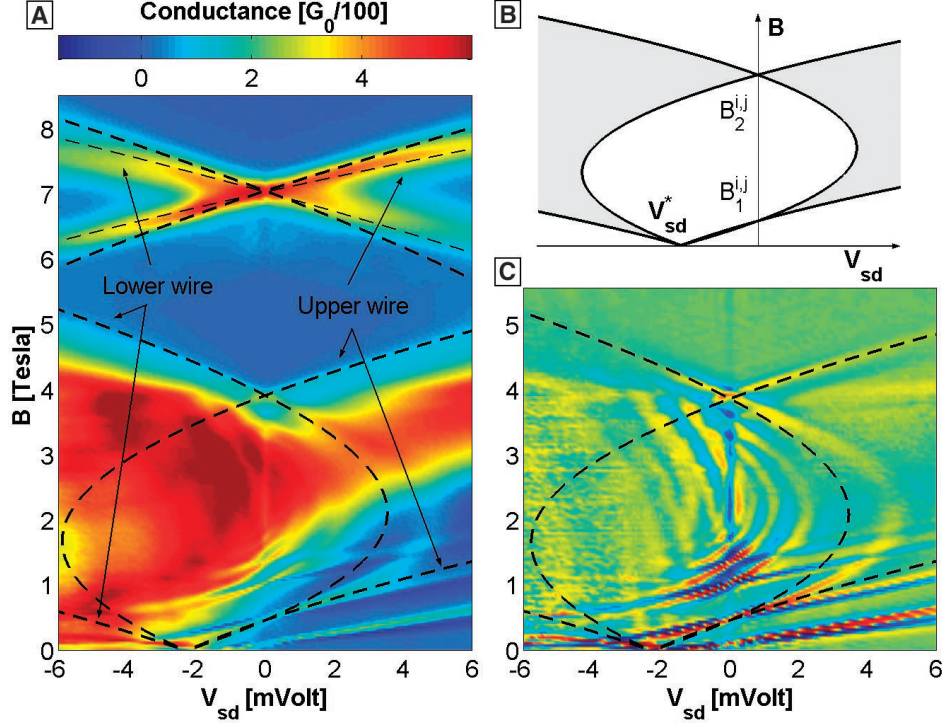 A
Conductance [G0/100]
0 2 4
B [Tesla]
8
7
6
5
4
3
2
1
0
Lower wire
Upper wire
-6 -4 -2 0 2 4 6
Vsd [mVolt]
B
B
B2^i,j
B1^i,j
V*sd
Vsd
C
5
4
3
2
1
0
-6 -4 -2 0 2 4 6
Vsd [mVolt]